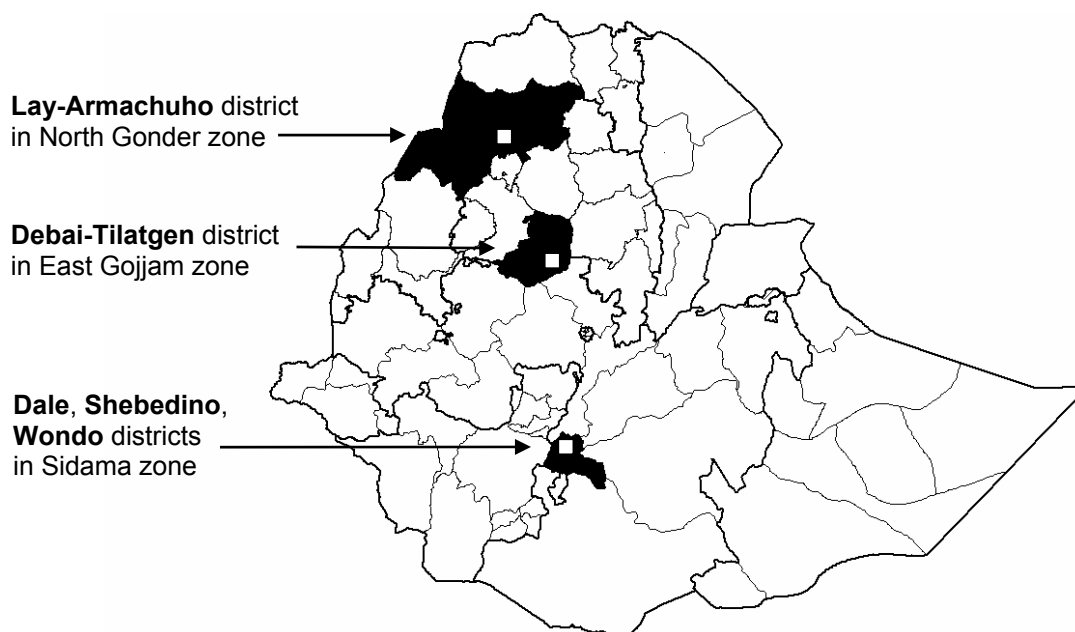 Lay-Armachuho district
in North Gonder zone
Debai-Tilatgen district
in East Gojjam zone
Dale, Shebedino,
Wondo districts
in Sidama zone